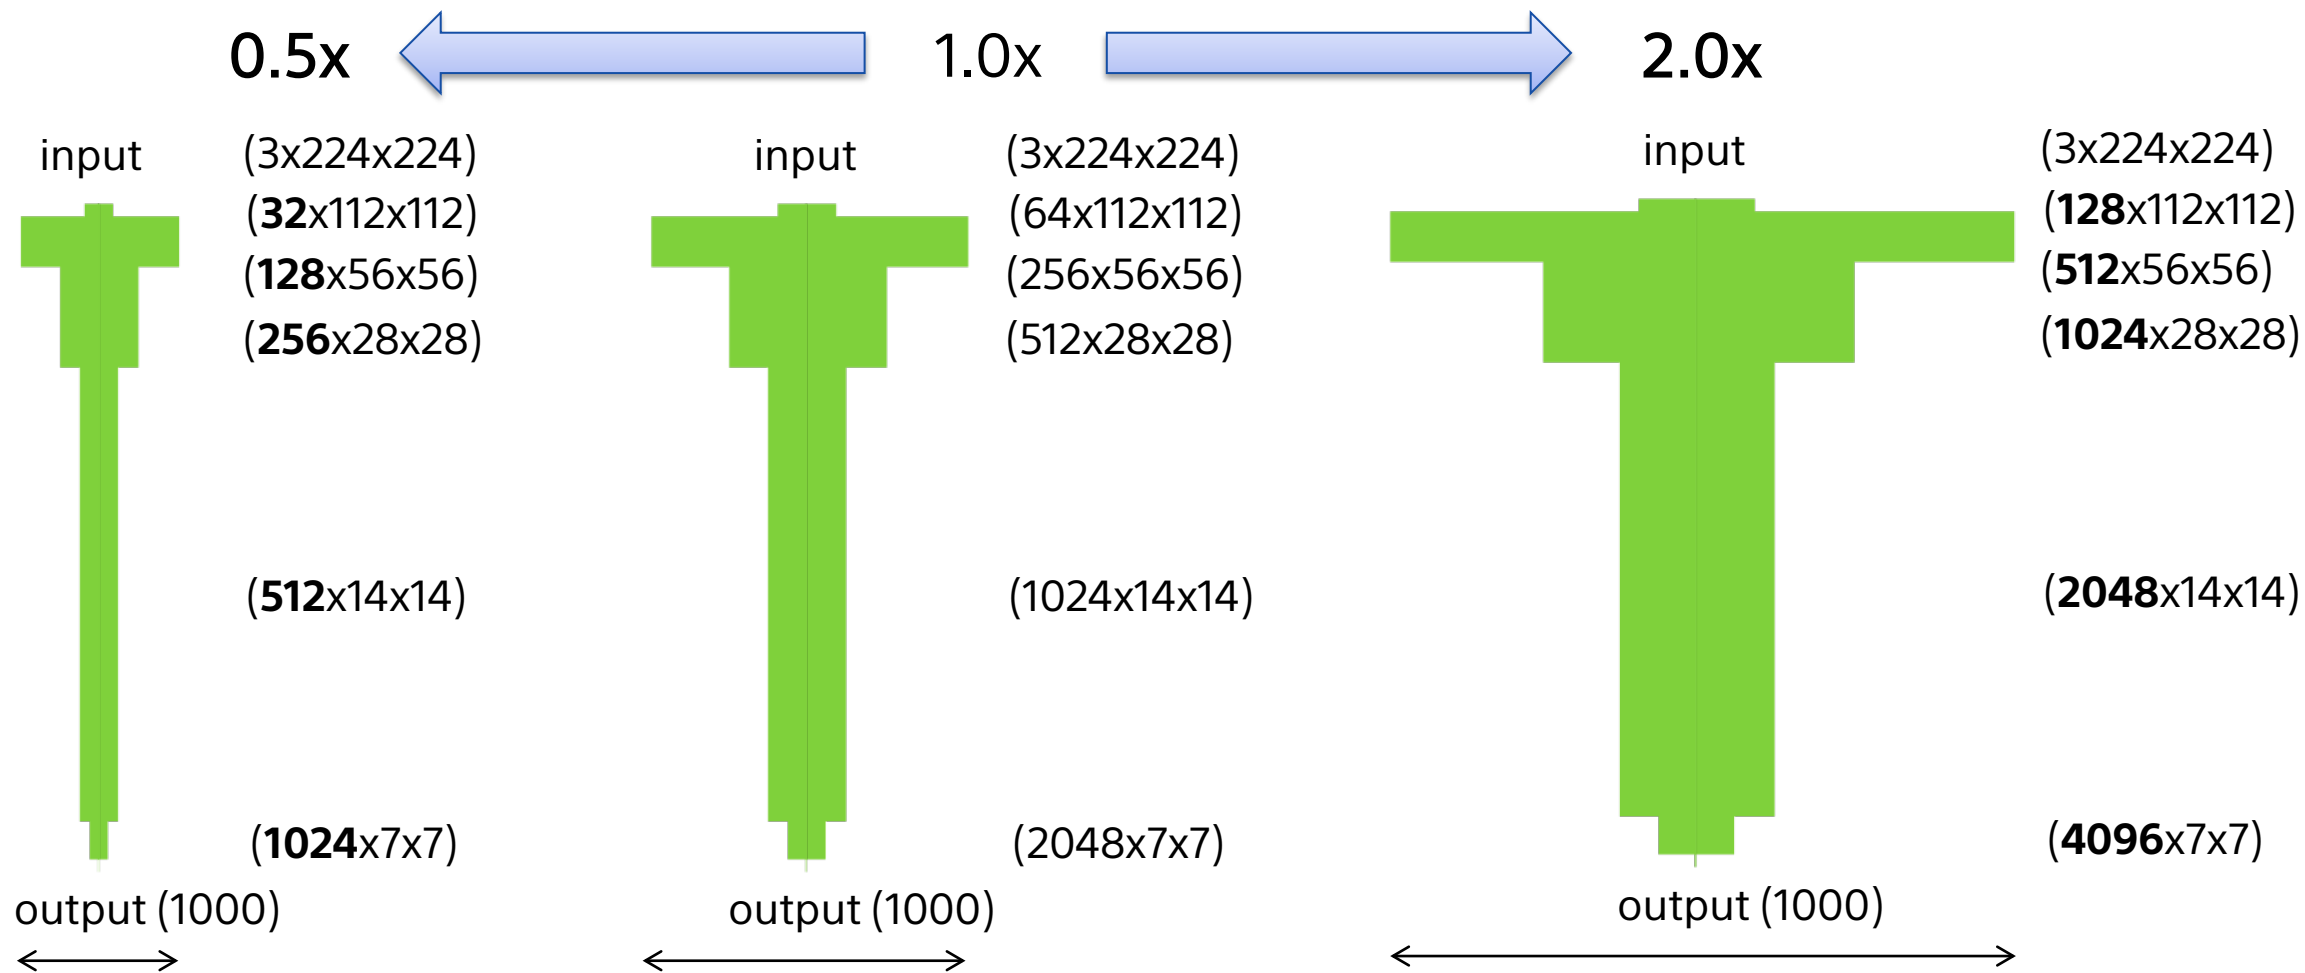 0.5x
1.0x
2.0x
input
(3x224x224)
(32x112x112)
(128x56x56)
(256x28x28)
(512x14x14)
(1024x7x7)
output (1000)
input
(3x224x224)
(64x112x112)
(256x56x56)
(512x28x28)
(1024x14x14)
(2048x7x7)
output (1000)
input
(3x224x224)
(128x112x112)
(512x56x56)
(1024x28x28)
(2048x14x14)
(4096x7x7)
output (1000)